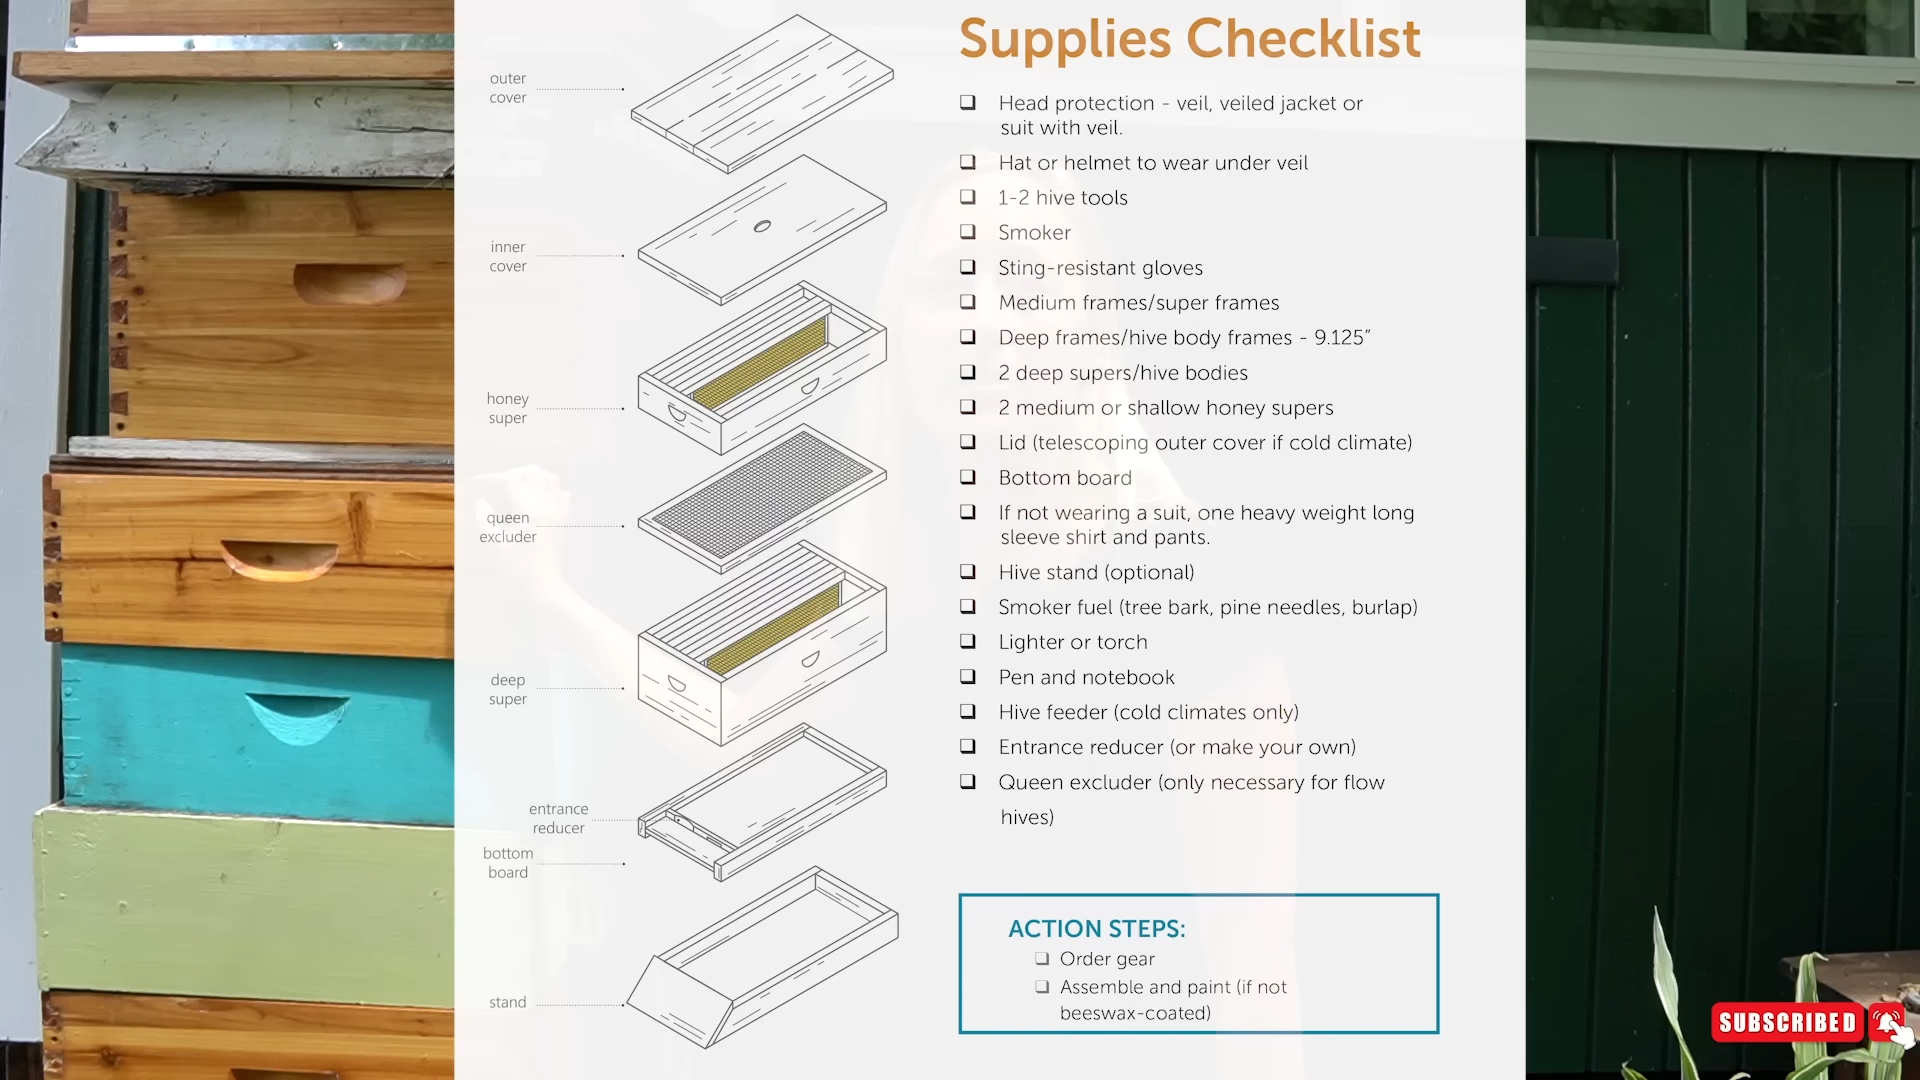 outer
cover
inner
cover
honey
super
queen
excluder
deep
super
entrance
reducer
bottom
board
stand
Supplies Checklist
Head protection - veil, veiled jacket or
suit with veil.
Hat or helmet to wear under veil
1-2 hive tools
Smoker
Sting-resistant gloves
Medium frames/super frames
Deep frames/hive body frames - 9.125"
2 deep supers/hive bodies
2 medium or shallow honey supers
Lid (telescoping outer cover if cold climate)
Bottom board
If not wearing a suit, one heavy weight long
sleeve shirt and pants.
Hive stand (optional)
Smoker fuel (tree bark, pine needles, burlap)
Lighter or torch
Pen and notebook
Hive feeder (cold climates only)
Entrance reducer (or make your own)
Queen excluder (only necessary for flow
hives)
ACTION STEPS:
Order gear
Assemble and paint (if not
beeswax-coated)
SUBSCRIBED